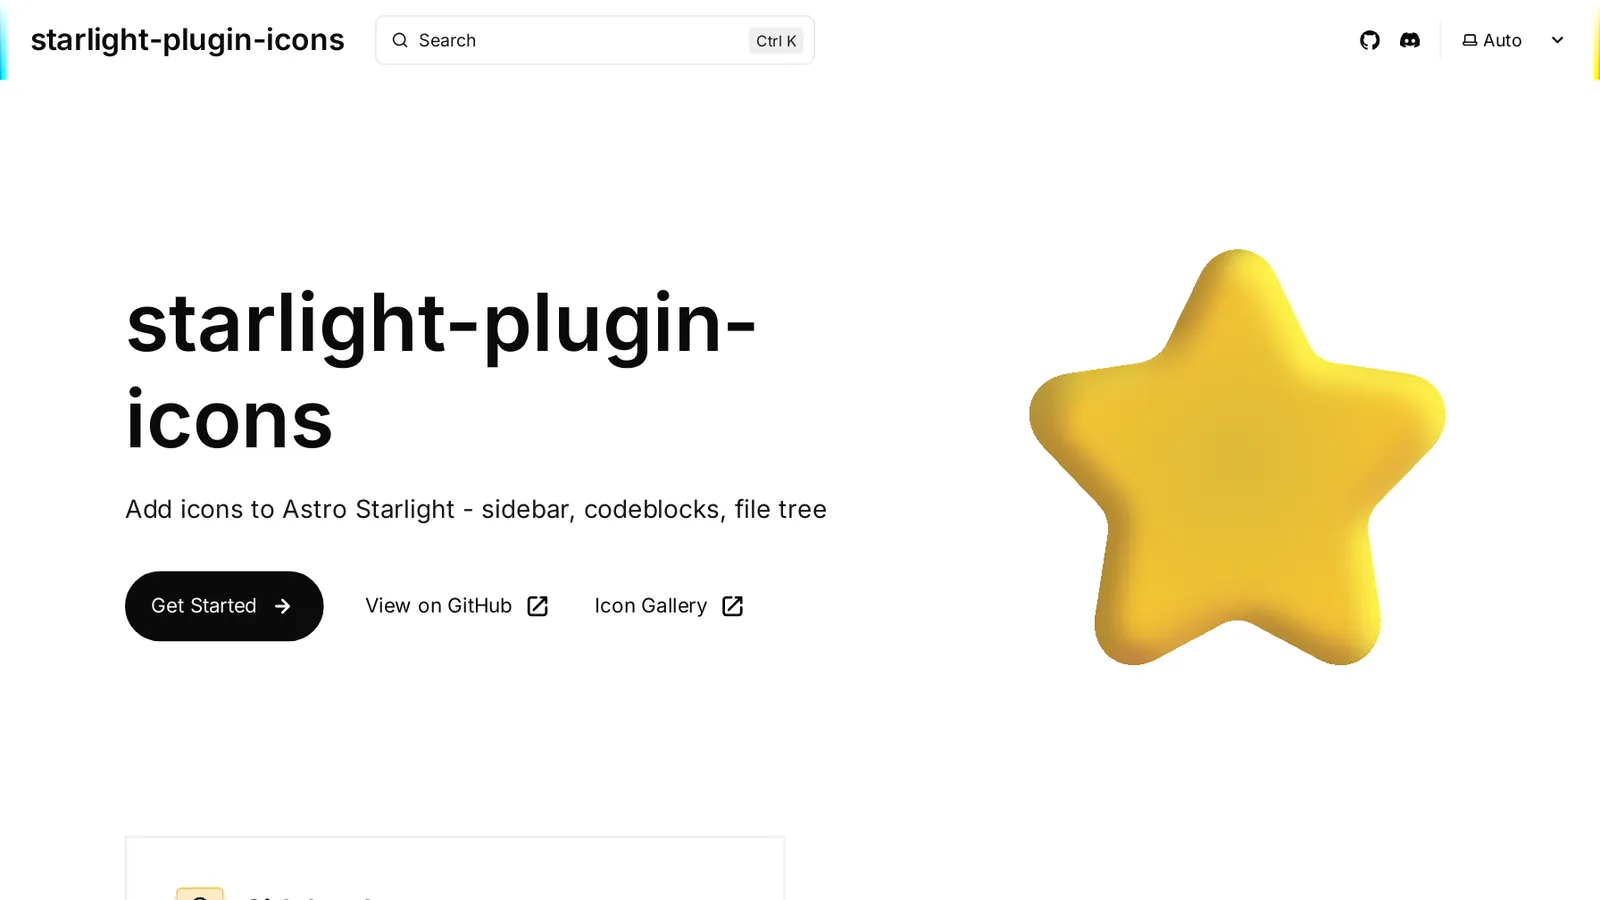 starlight-plugin-icons
Search
Ctrl K
Auto
starlight-plugin-
icons
Add icons to Astro Starlight - sidebar, codeblocks, file tree
Get Started
View on GitHub
Icon Gallery